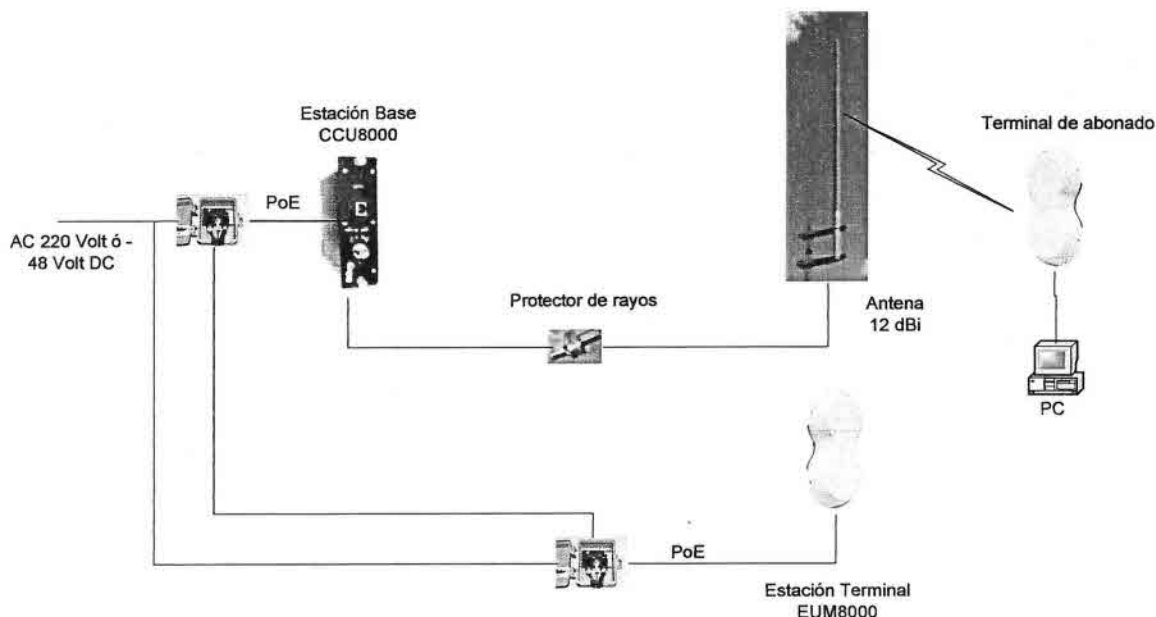 Estación Base
CCU8000
Terminal de abonado
PoE
AC 220 Volt ó -
48 Volt DC
Protector de rayos
Antena
12 dBi
PC
PoE
Estación Terminal
EUM8000